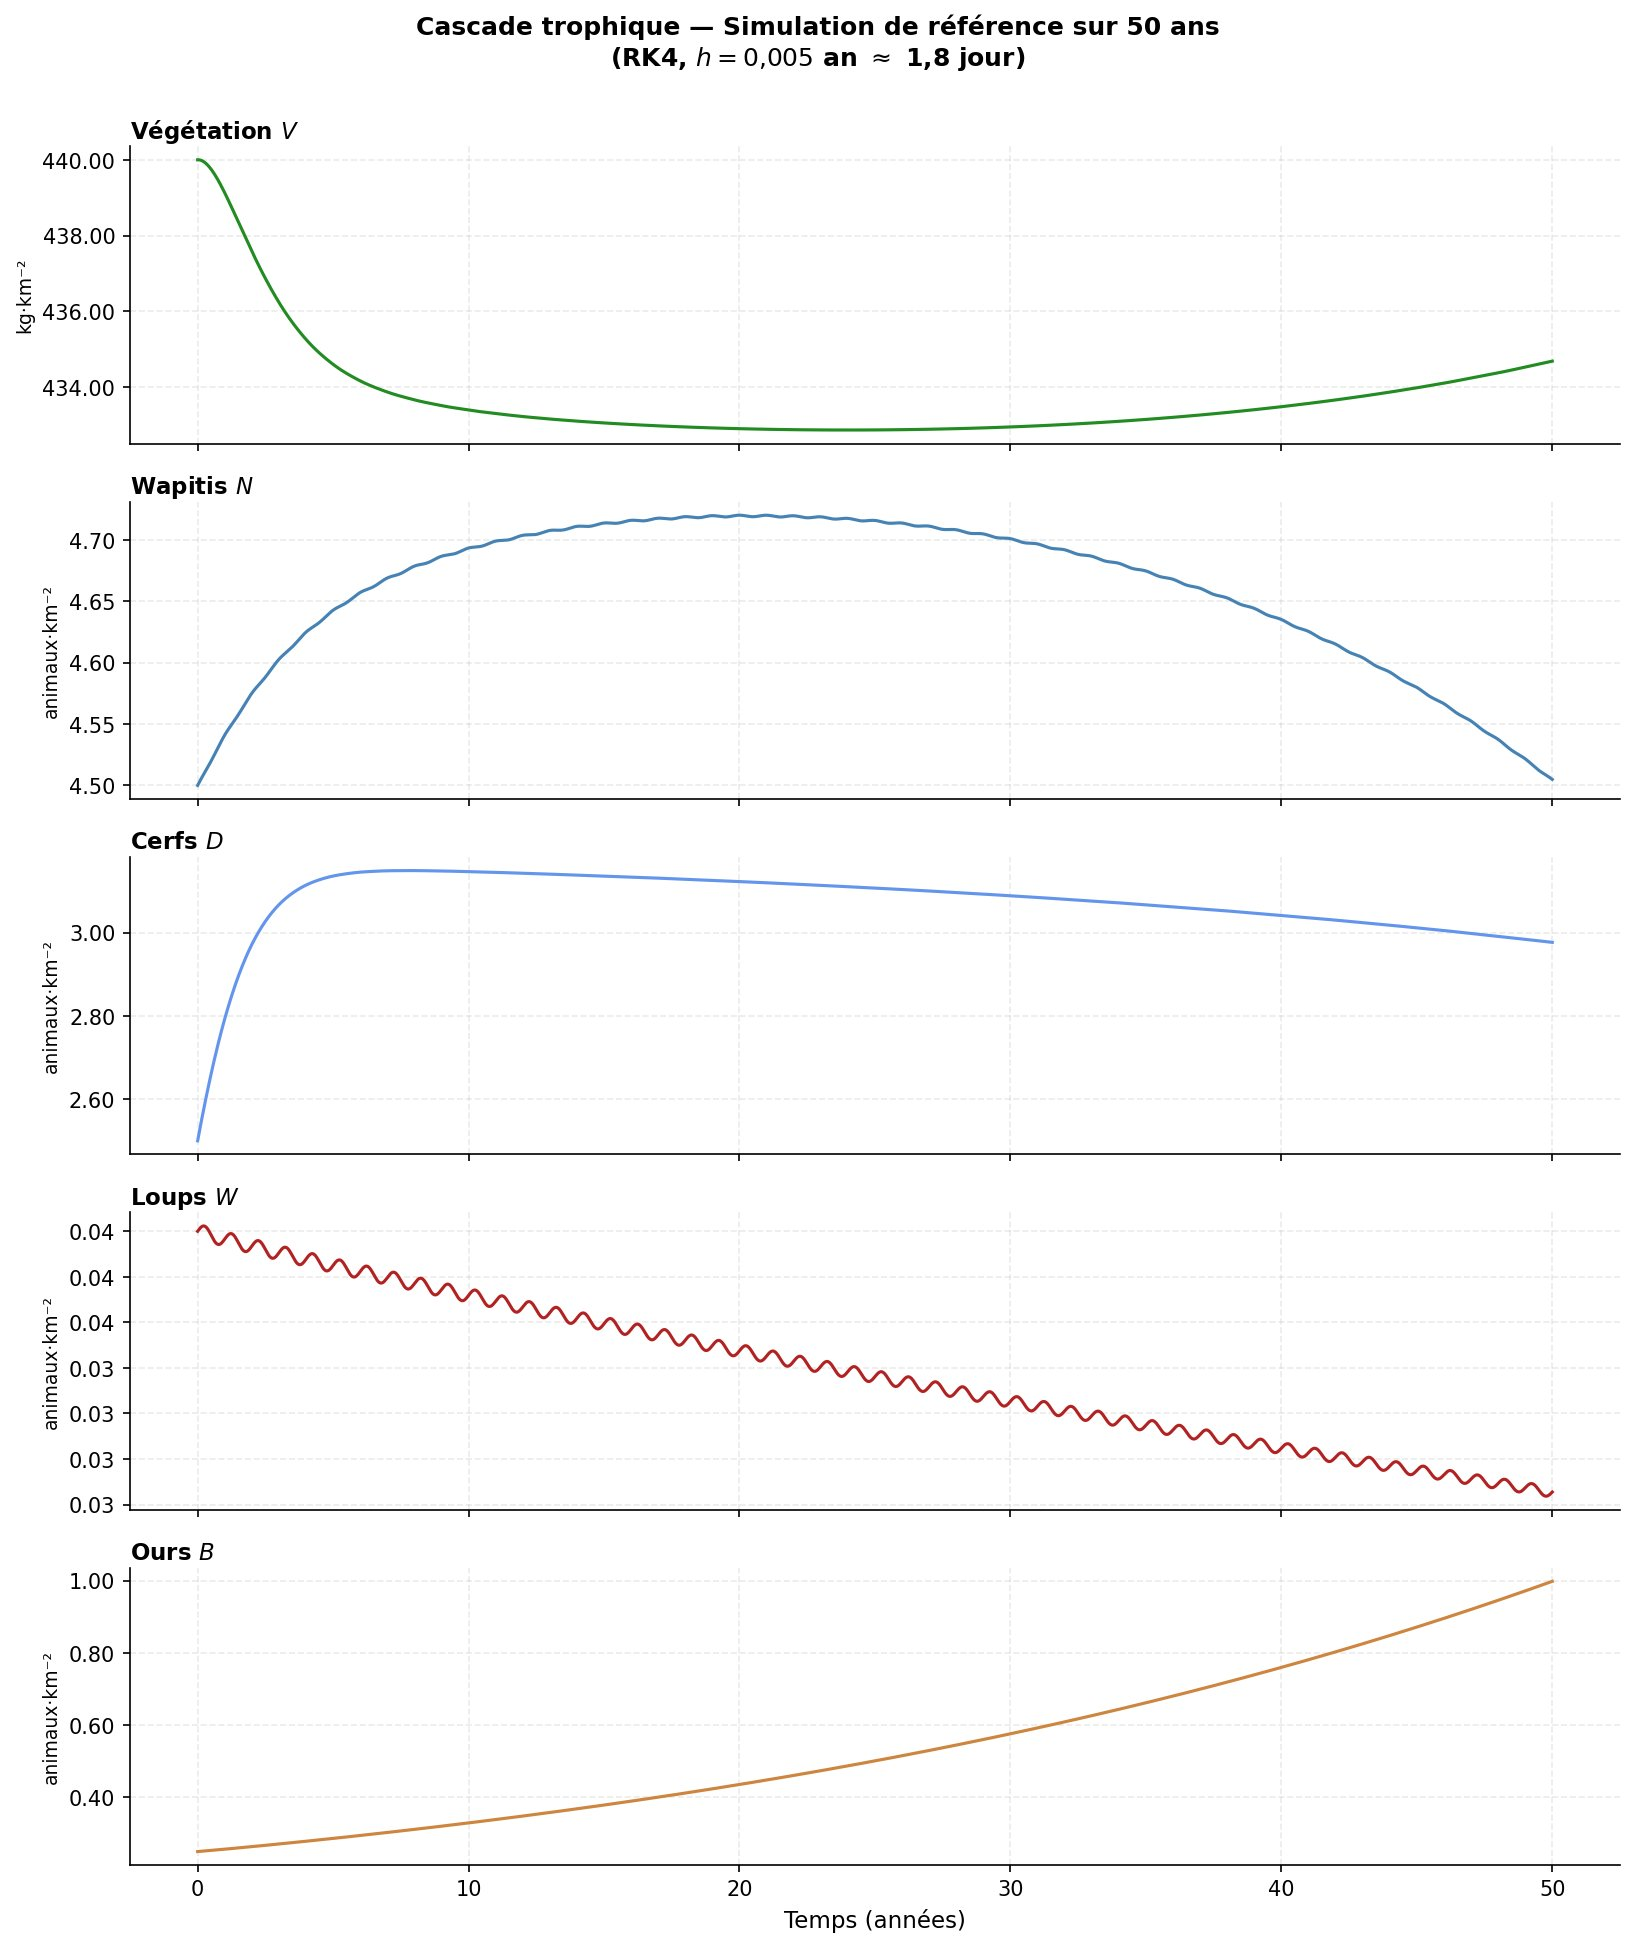 Cascade trophique — Simulation de référence sur 50 ans
(RK4, h = 0,005 an ≈ 1,8 jour)
Végétation V
440.00
438.00
436.00
434.00
kg·km⁻²
Wapitis N
4.70
4.65
4.60
4.55
4.50
animaux·km⁻²
Cerfs D
3.00
2.80
2.60
animaux·km⁻²
Loups W
0.04
0.04
0.04
0.03
0.03
0.03
0.03
animaux·km⁻²
Ours B
1.00
0.80
0.60
0.40
animaux·km⁻²
0 10 20 30 40 50
Temps (années)